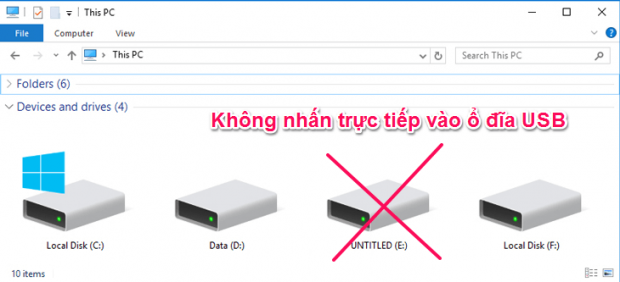 This PC
File
Computer
View
This PC
Search This PC
Folders (6)
Devices and drives (4)
Không nhấn trực tiếp vào ổ đĩa USB
Local Disk (C:)
Data (D:)
UNTITLED (E:)
Local Disk (F:)
10 items